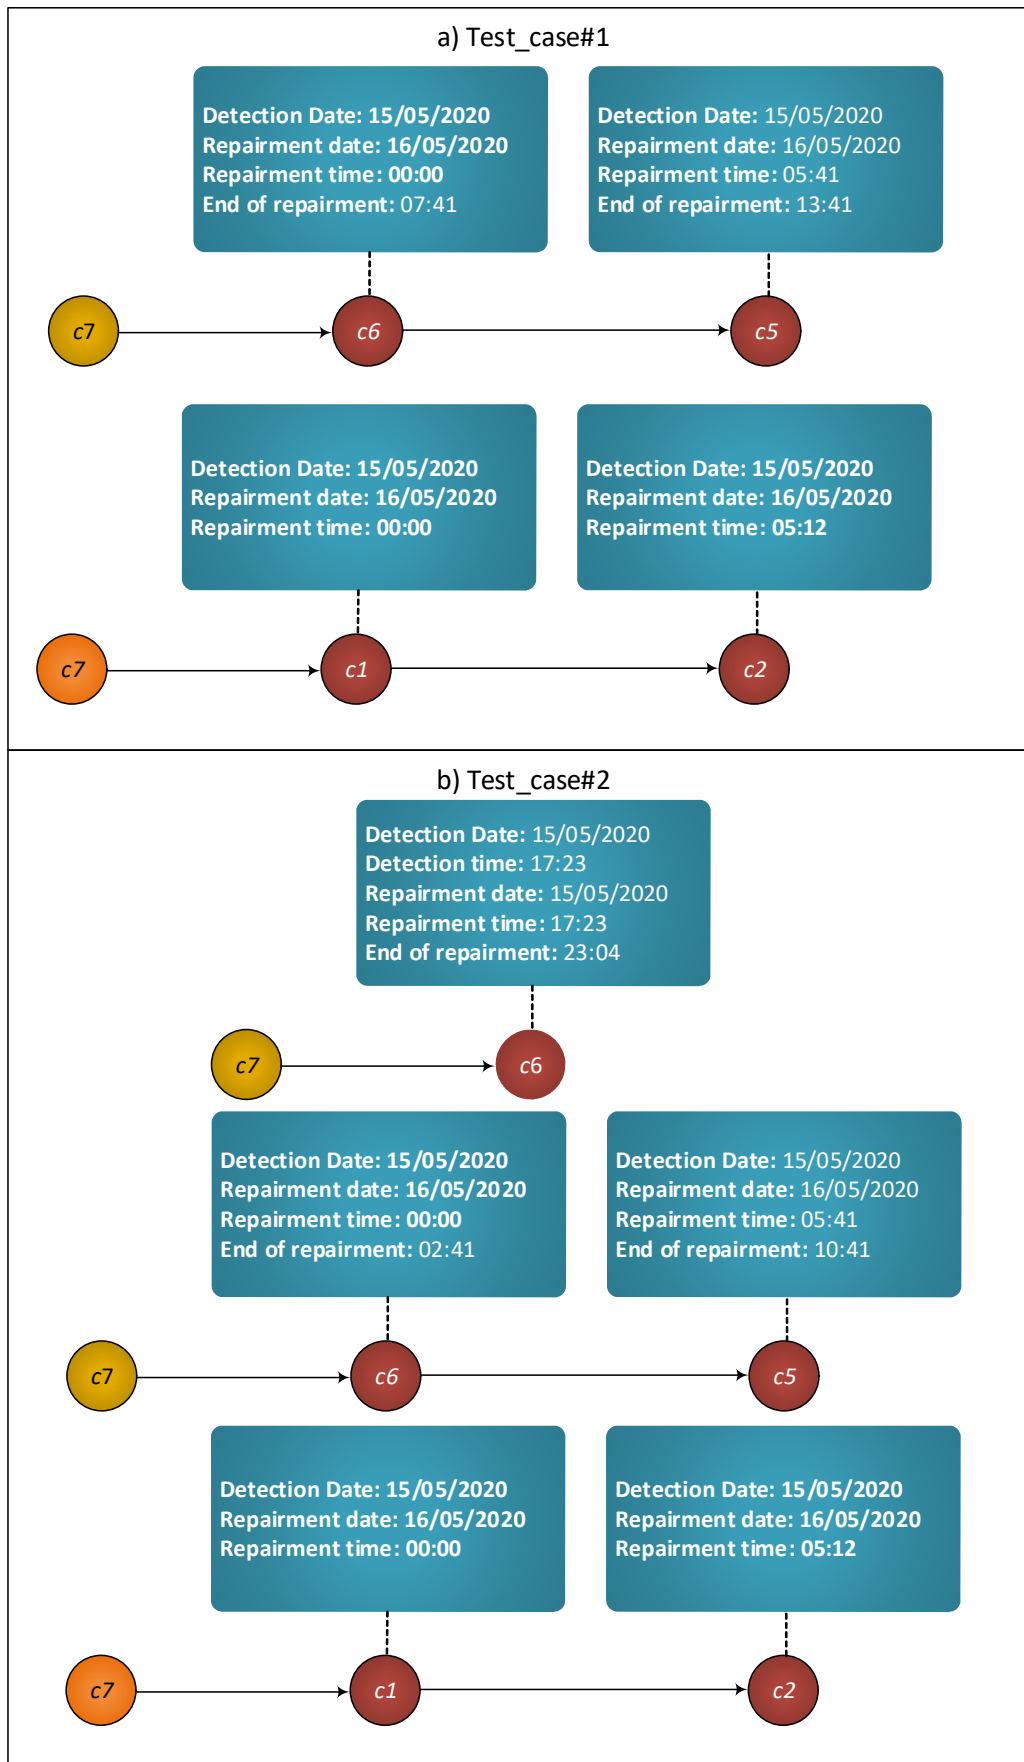 a) Test_case#1
Detection Date: 15/05/2020
Repairment date: 16/05/2020
Repairment time: 00:00
End of repairment: 07:41
Detection Date: 15/05/2020
Repairment date: 16/05/2020
Repairment time: 05:41
End of repairment: 13:41
c7
c6
c5
Detection Date: 15/05/2020
Repairment date: 16/05/2020
Repairment time: 00:00
Detection Date: 15/05/2020
Repairment date: 16/05/2020
Repairment time: 05:12
c7
c1
c2
b) Test_case#2
Detection Date: 15/05/2020
Detection time: 17:23
Repairment date: 15/05/2020
Repairment time: 17:23
End of repairment: 23:04
c7
c6
Detection Date: 15/05/2020
Repairment date: 16/05/2020
Repairment time: 00:00
End of repairment: 02:41
Detection Date: 15/05/2020
Repairment date: 16/05/2020
Repairment time: 05:41
End of repairment: 10:41
c7
c6
c5
Detection Date: 15/05/2020
Repairment date: 16/05/2020
Repairment time: 00:00
Detection Date: 15/05/2020
Repairment date: 16/05/2020
Repairment time: 05:12
c7
c1
c2